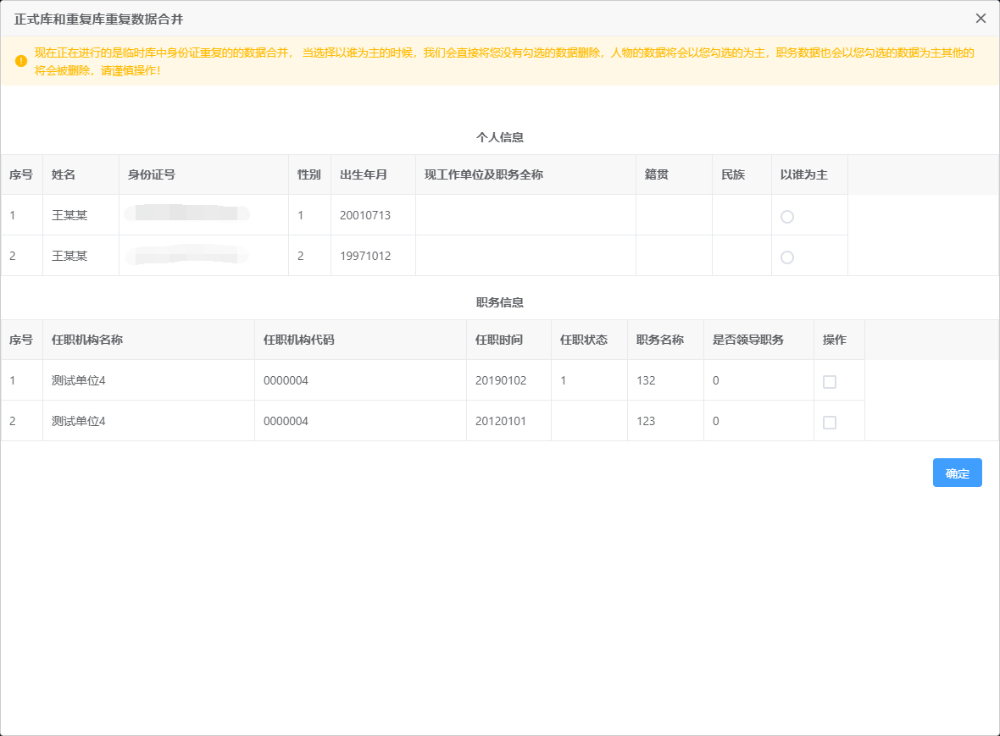 正式库和重复库重复数据合并
现在正在进行的是临时库中身份证重复的的数据合并， 当选择以谁为主的时候，我们会直接将您没有勾选的数据删除，人物的数据将会以您勾选的为主，职务数据也会以您勾选的数据为主其他的
将会被删除，请谨慎操作！
个人信息
序号 姓名 身份证号 性别 出生年月 现工作单位及职务全称 籍贯 民族 以谁为主
1 王某某 1 20010713
2 王某某 2 19971012
职务信息
序号 任职机构名称 任职机构代码 任职时间 任职状态 职务名称 是否领导职务 操作
1 测试单位4 0000004 20190102 1 132 0
2 测试单位4 0000004 20120101 123 0
确定